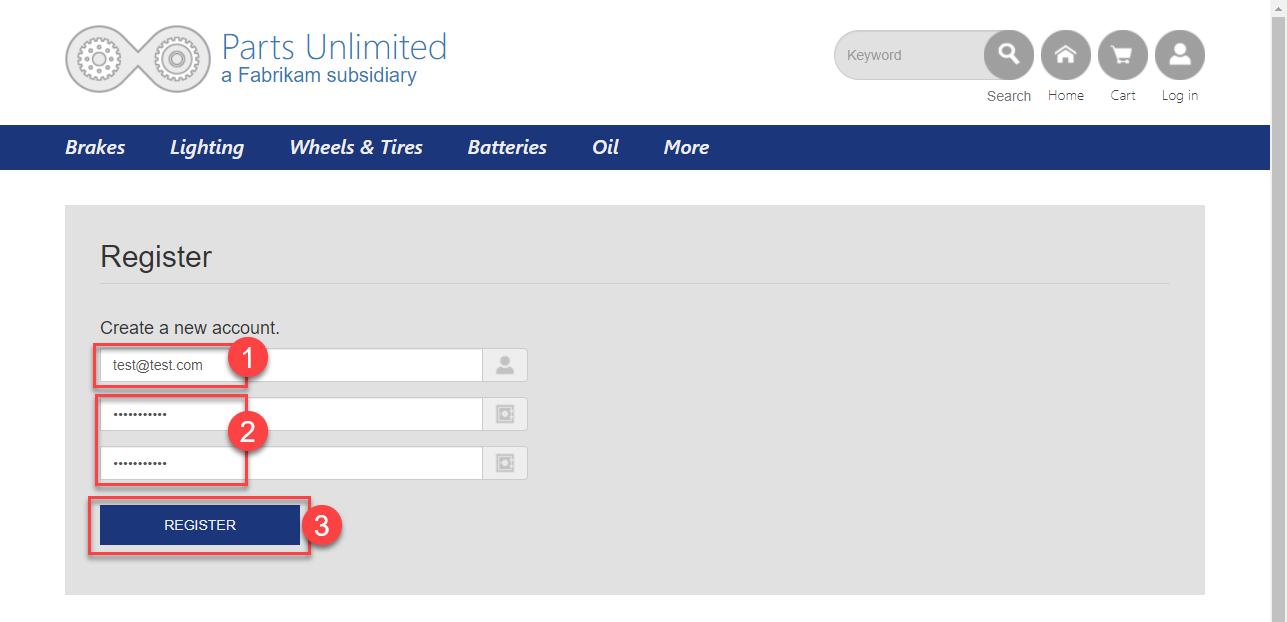 Parts Unlimited
a Fabrikam subsidiary
Keyword
Search Home Cart Log in
Brakes Lighting Wheels & Tires Batteries Oil More
Register
Create a new account.
test@test.com 1
•••••••••••
2
•••••••••••
REGISTER 3